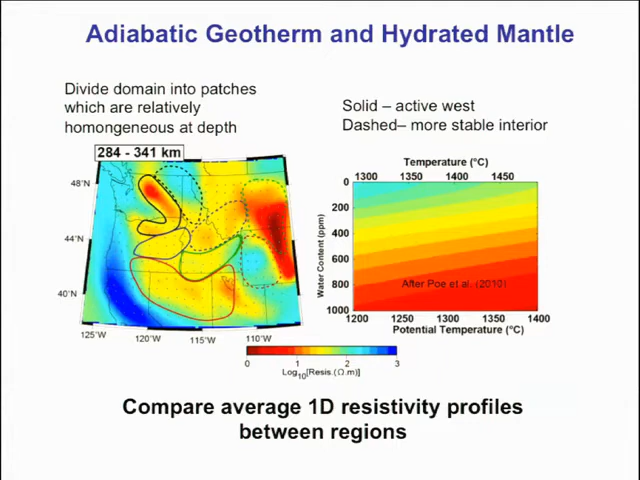 Adiabatic Geotherm and Hydrated Mantle
Divide domain into patches
which are relatively
homongeneous at depth
Solid – active west
Dashed– more stable interior
284 - 341 km
48°N
44°N
40°N
125°W
120°W
115°W
110°W
Temperature (°C)
1300
1350
1400
1450
0
200
400
600
800
1000
Water Content (ppm)
After Poe et al. (2010)
1200
1250
1300
1350
1400
Potential Temperature (°C)
0
1
2
3
Log10[Resis.(Ω.m)]
Compare average 1D resistivity profiles
between regions